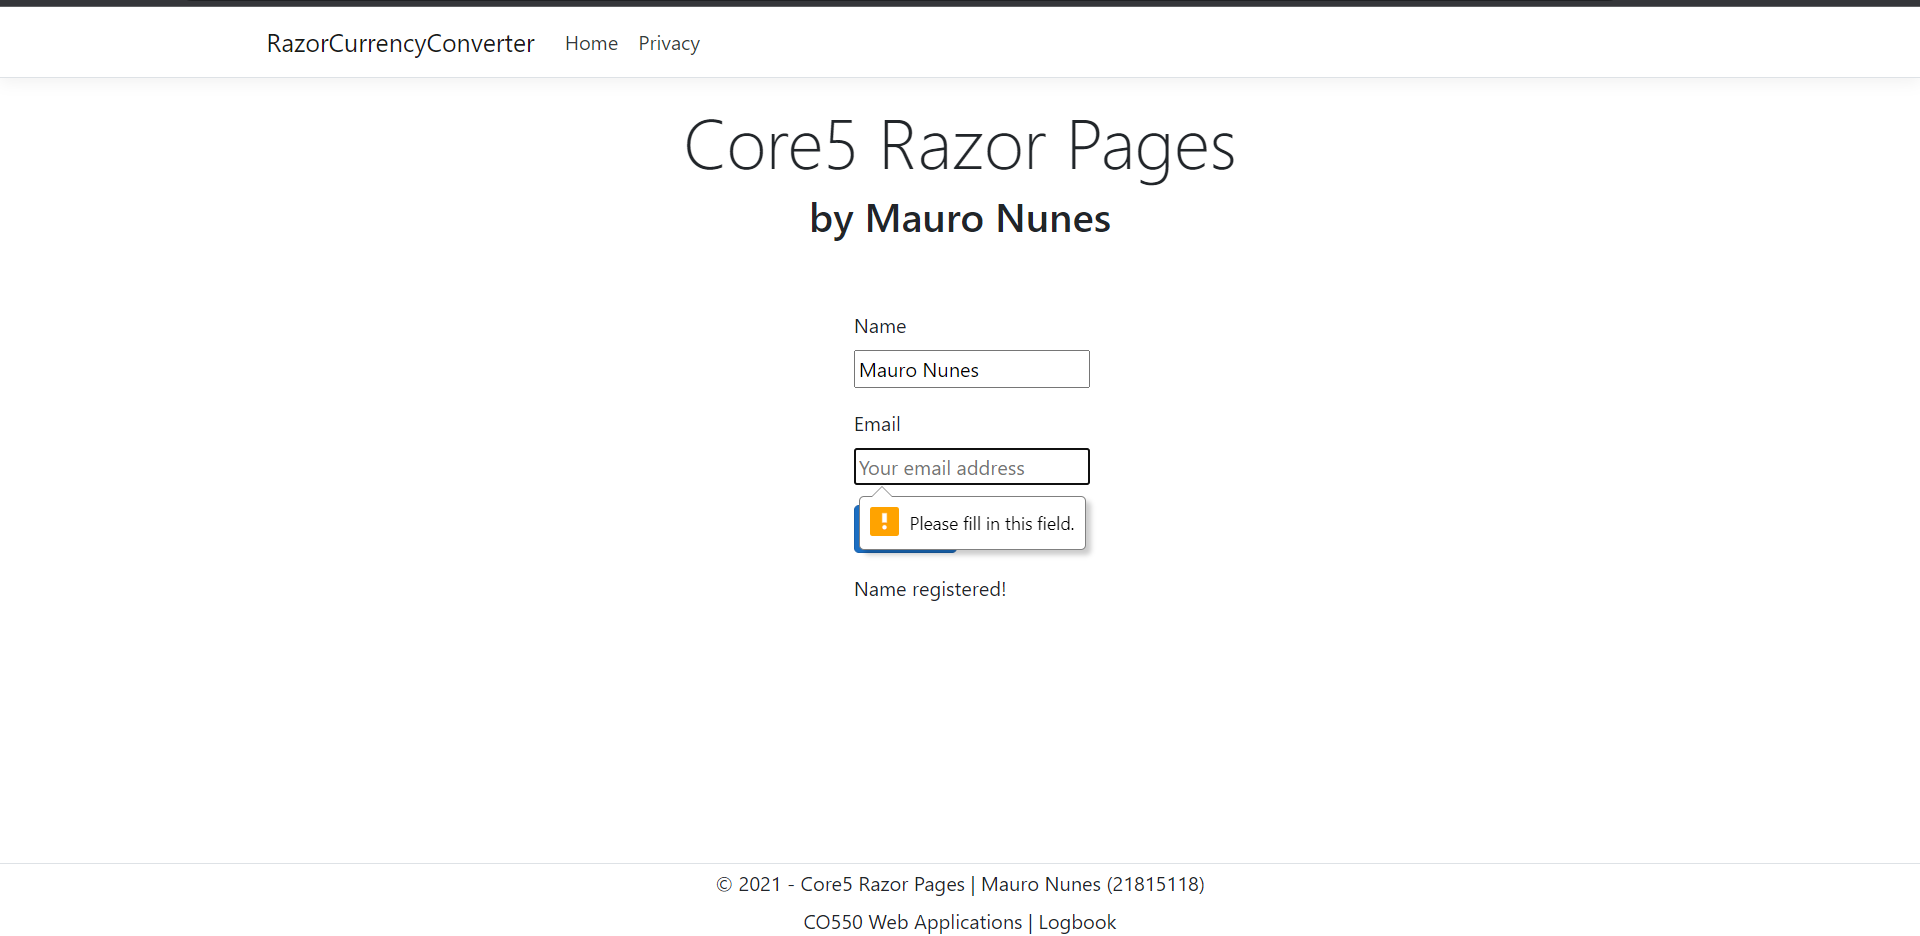 RazorCurrencyConverter Home Privacy
Core5 Razor Pages
by Mauro Nunes
Name
Mauro Nunes
Email
Your email address
Please fill in this field.
Name registered!
© 2021 - Core5 Razor Pages | Mauro Nunes (21815118)
CO550 Web Applications | Logbook